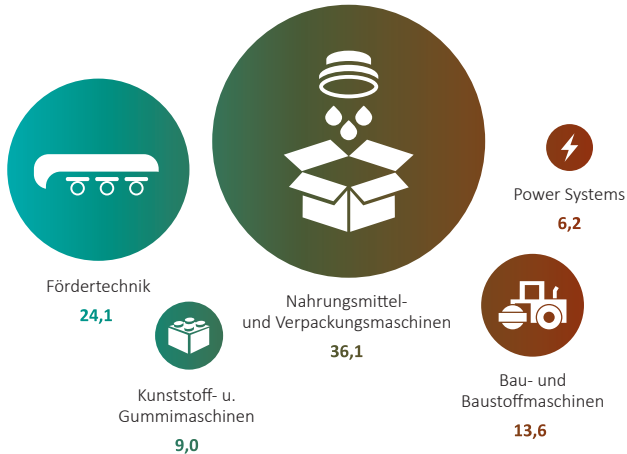 Fördertechnik
24,1
Kunststoff- u.
Gummimaschinen
9,0
Nahrungsmittel-
und Verpackungsmaschinen
36,1
Power Systems
6,2
Bau- und
Baustoffmaschinen
13,6